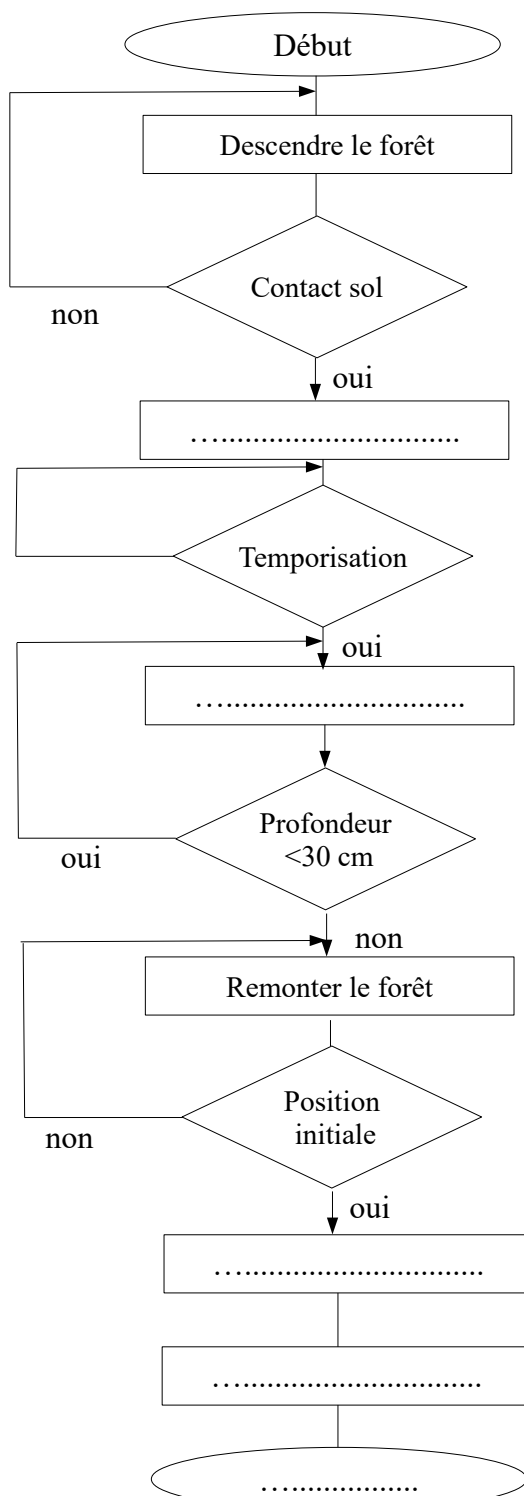 Début
Descendre le forêt
Contact sol
non
oui
….............................
Temporisation
oui
….............................
Profondeur
<30 cm
oui
non
Remonter le forêt
Position
initiale
non
oui
….............................
….............................
…................